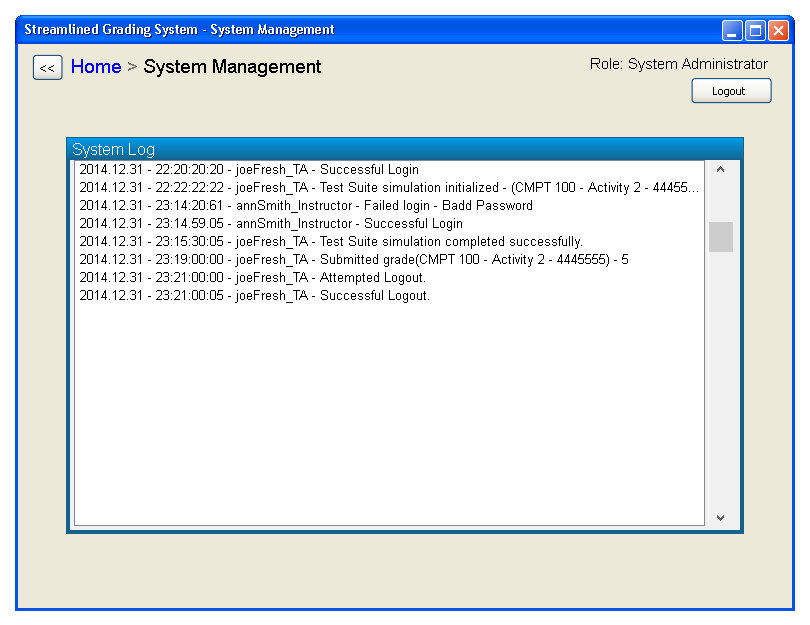 Streamlined Grading System - System Management
<< Home > System Management
Role: System Administrator
Logout
System Log
2014.12.31 - 22:20:20:20 - joeFresh_TA - Successful Login
2014.12.31 - 22:22:22:22 - joeFresh_TA - Test Suite simulation initialized - (CMPT 100 - Activity 2 - 44455...
2014.12.31 - 23:14:20:61 - annSmith_Instructor - Failed login - Badd Password
2014.12.31 - 23:14.59.05 - annSmith_Instructor - Successful Login
2014.12.31 - 23:15:30:05 - joeFresh_TA - Test Suite simulation completed successfully.
2014.12.31 - 23:19:00:00 - joeFresh_TA - Submitted grade(CMPT 100 - Activity 2 - 4445555) - 5
2014.12.31 - 23:21:00:00 - joeFresh_TA - Attempted Logout.
2014.12.31 - 23:21:00:05 - joeFresh_TA - Successful Logout.